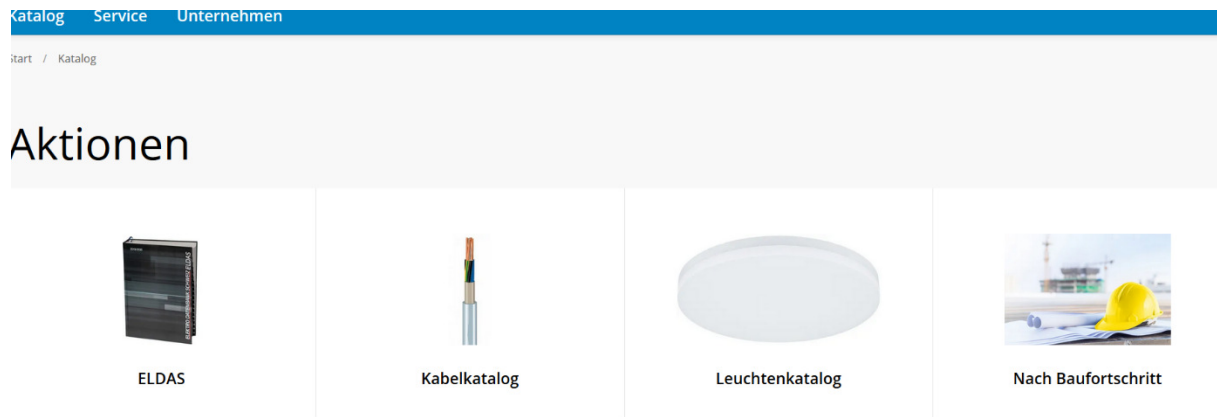 Katalog Service Unternehmen
Start / Katalog
Aktionen
ELDAS
Kabelkatalog
Leuchtenkatalog
Nach Baufortschritt